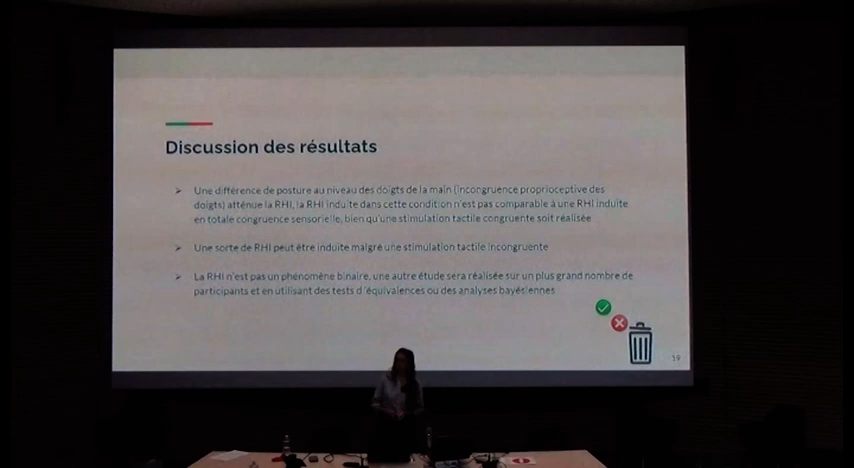 Discussion des résultats
➤ Une différence de posture au niveau des doigts de la main (incongruence proprioceptive des
doigts) atténue la RHI, la RHI induite dans cette condition n'est pas comparable à une RHI induite
en totale congruence sensorielle, bien qu'une stimulation tactile congruente soit réalisée
➤ Une sorte de RHI peut être induite malgré une stimulation tactile incongruente
➤ La RHI n'est pas un phénomène binaire, une autre étude sera réalisée sur un plus grand nombre de
participants et en utilisant des tests d'équivalences ou des analyses bayésiennes
19